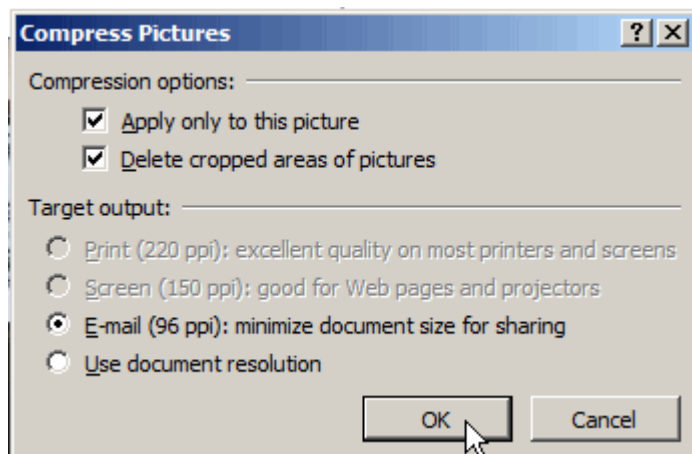 Compress Pictures
Compression options:
Apply only to this picture
Delete cropped areas of pictures
Target output:
Print (220 ppi): excellent quality on most printers and screens
Screen (150 ppi): good for Web pages and projectors
E-mail (96 ppi): minimize document size for sharing
Use document resolution
OK Cancel